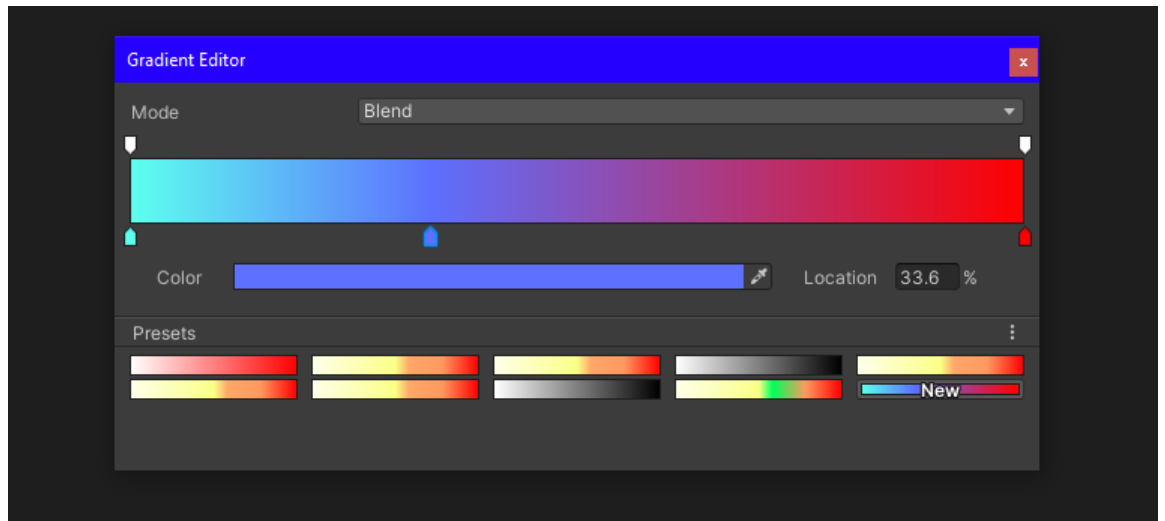 Gradient Editor x
Mode Blend
Color Location 33.6 %
Presets
New